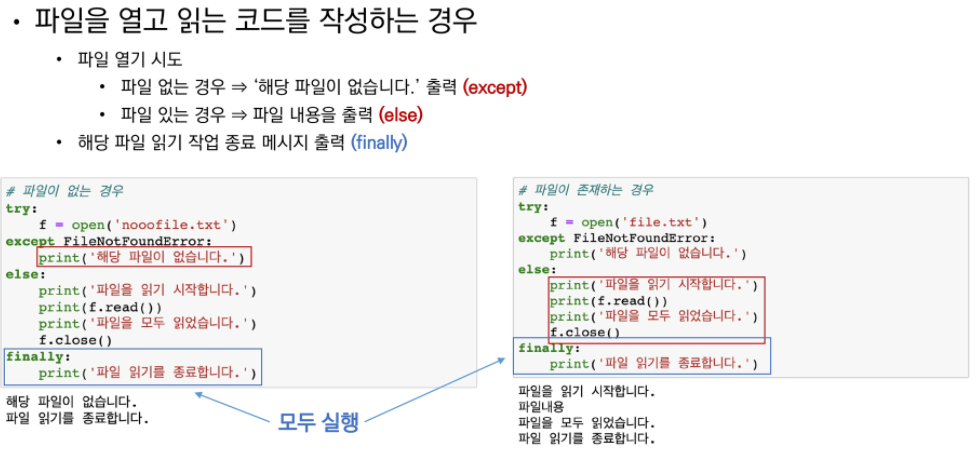 • 파일을 열고 읽는 코드를 작성하는 경우
• 파일 열기 시도
• 파일 없는 경우 ⇒ ‘해당 파일이 없습니다.’ 출력 (except)
• 파일 있는 경우 ⇒ 파일 내용을 출력 (else)
• 해당 파일 읽기 작업 종료 메시지 출력 (finally)
# 파일이 없는 경우
try:
    f = open('nooofile.txt')
except FileNotFoundError:
    print('해당 파일이 없습니다.')
else:
    print('파일을 읽기 시작합니다.')
    print(f.read())
    print('파일을 모두 읽었습니다.')
    f.close()
finally:
    print('파일 읽기를 종료합니다.')
해당 파일이 없습니다.
파일 읽기를 종료합니다.
모두 실행
# 파일이 존재하는 경우
try:
    f = open('file.txt')
except FileNotFoundError:
    print('해당 파일이 없습니다.')
else:
    print('파일을 읽기 시작합니다.')
    print(f.read())
    print('파일을 모두 읽었습니다.')
    f.close()
finally:
    print('파일 읽기를 종료합니다.')
파일을 읽기 시작합니다.
파일내용
파일을 모두 읽었습니다.
파일 읽기를 종료합니다.